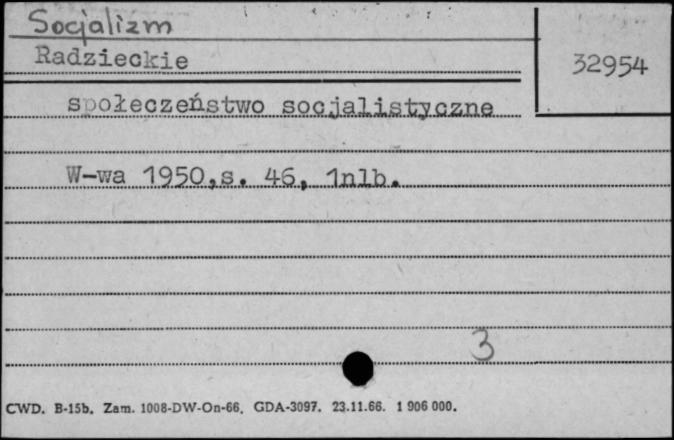 Socjalizm
32954
Radzieckie
społeczeństwo socjalistyczne
W-wa 1950,s. 46, 1nlb.
3
CWD. B-15b. Zam. 1008-DW-On-66. GDA-3097. 23.11.66. 1 906 000.